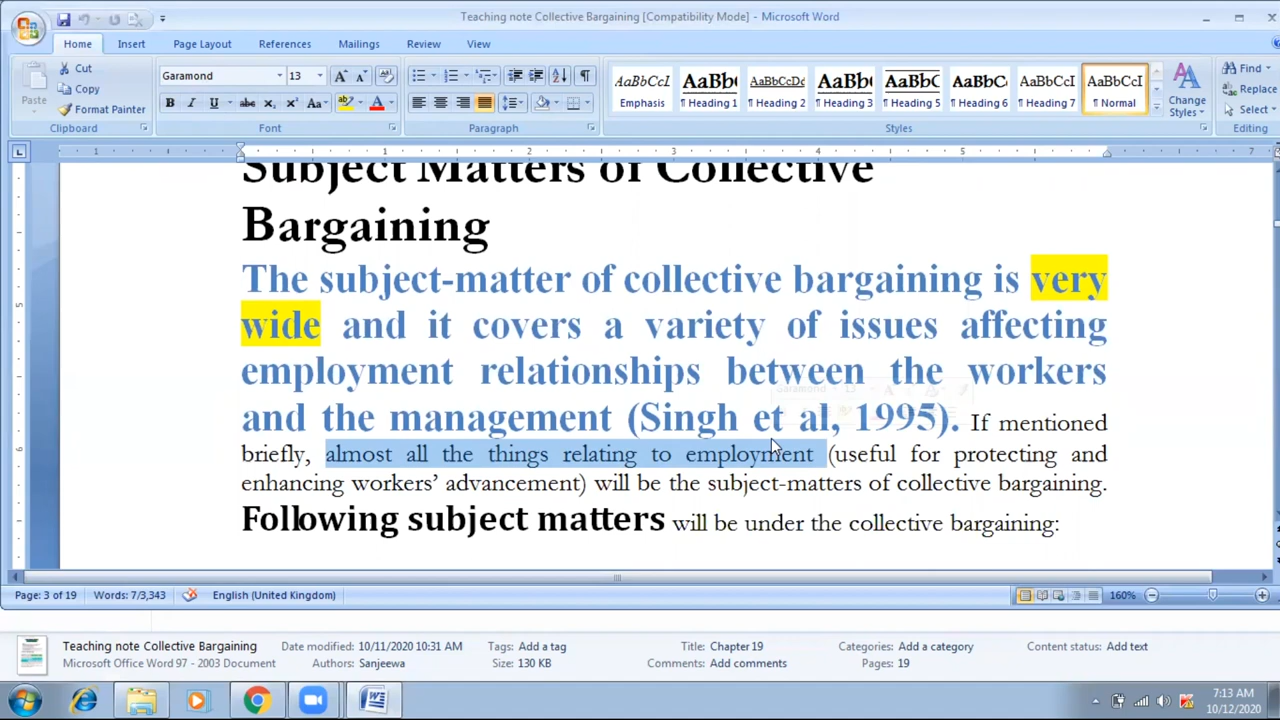 Teaching note Collective Bargaining [Compatibility Mode] - Microsoft Word
Home Insert Page Layout References Mailings Review View
Cut
Copy
Paste
Format Painter
Clipboard
Garamond 13
Font
Paragraph
AaBbCcI AaBb( AaBbCcDd AaBb( AaBbC AaBbCc AaBbCcI AaBbCcI
Emphasis ¶ Heading 1 ¶ Heading 2 ¶ Heading 3 ¶ Heading 5 ¶ Heading 6 ¶ Heading 7 ¶ Normal
Change Styles
Styles
Find
Replace
Select
Editing
1 1 2 3 4 5 7
Subject Matters of Collective
Bargaining
The subject-matter of collective bargaining is very
wide and it covers a variety of issues affecting
employment relationships between the workers
and the management (Singh et al, 1995). If mentioned
briefly, almost all the things relating to employment (useful for protecting and
enhancing workers’ advancement) will be the subject-matters of collective bargaining.
Following subject matters will be under the collective bargaining:
Page: 3 of 19 Words: 7/3,343 English (United Kingdom) 160%
Teaching note Collective Bargaining Date modified: 10/11/2020 10:31 AM Tags: Add a tag Title: Chapter 19 Categories: Add a category Content status: Add text
Microsoft Office Word 97 - 2003 Document Authors: Sanjeewa Size: 130 KB Comments: Add comments Pages: 19
7:13 AM
10/12/2020